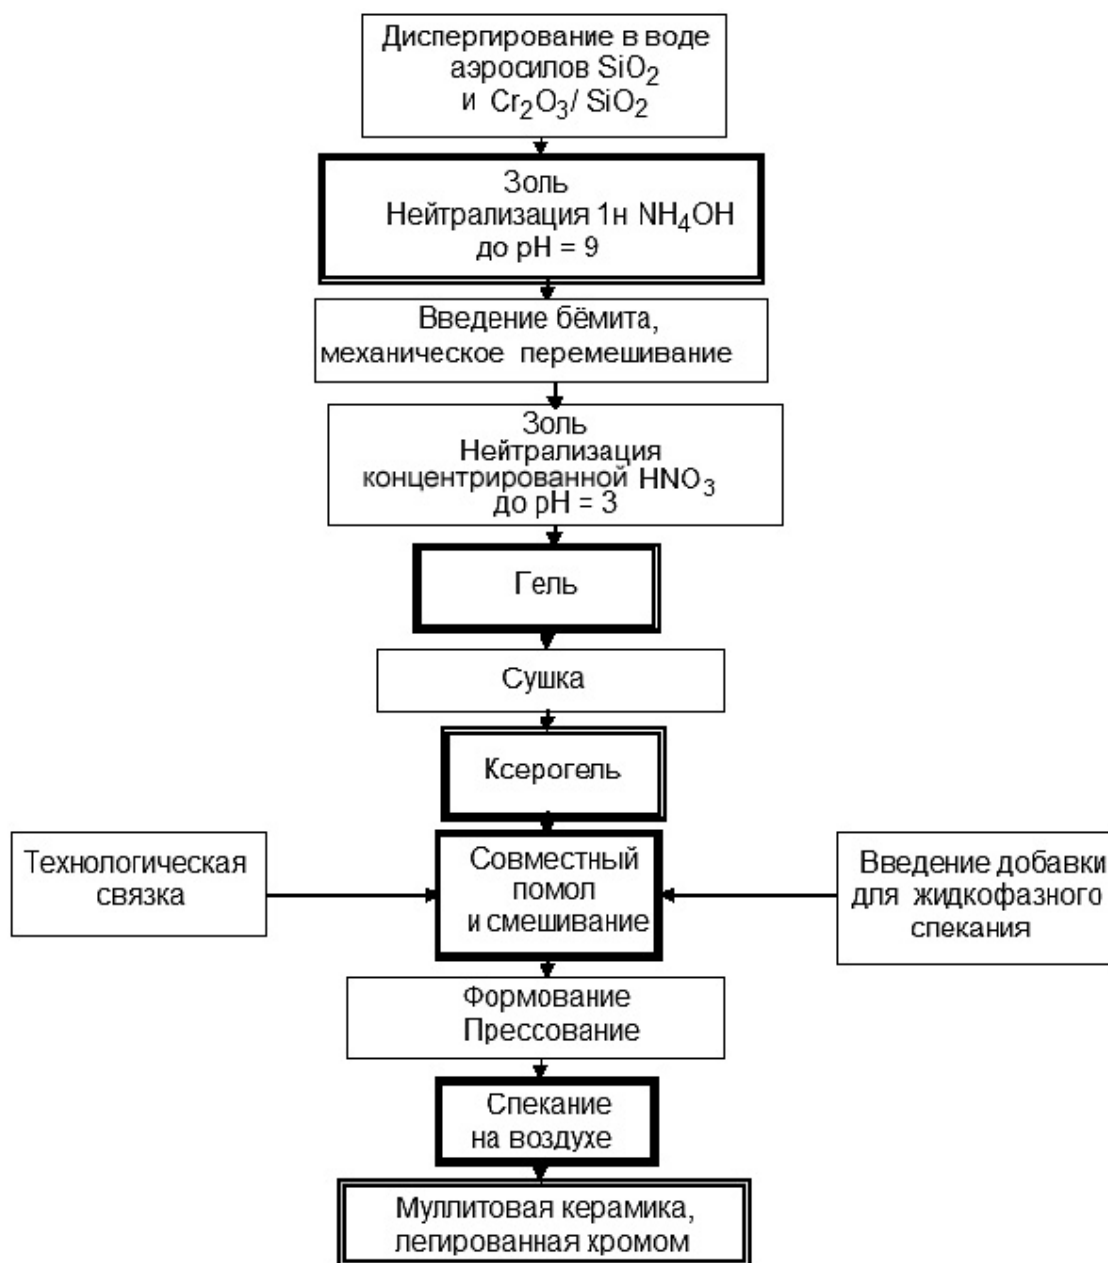 Диспергирование в воде
аэросилов SiO₂
и Cr₂O₃/ SiO₂
Золь
Нейтрализация 1н NH₄OH
до pH = 9
Введение бёмита,
механическое перемешивание
Золь
Нейтрализация
концентрированной HNO₃
до pH = 3
Гель
Сушка
Ксерогель
Технологическая
связка
Совместный
помол
и смешивание
Введение добавки
для жидкофазного
спекания
Формование
Прессование
Спекание
на воздухе
Муллитовая керамика,
легированная хромом